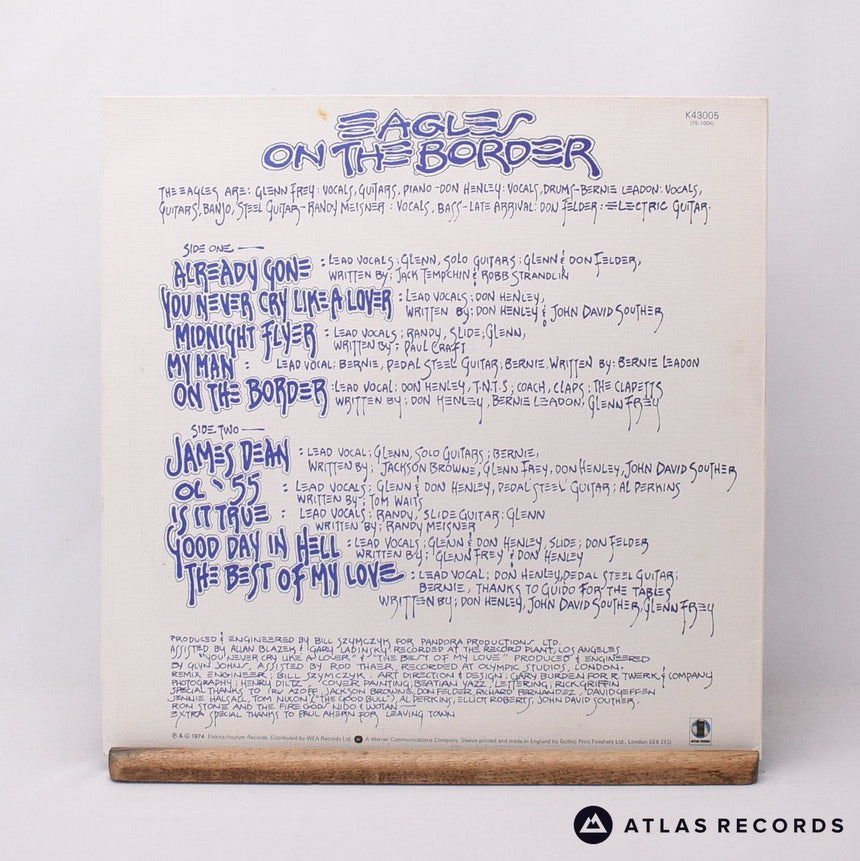 EAGLES
ON THE BORDER
K43005
(7E-1004)
THE EAGLES ARE: GLENN FREY: VOCALS, GUITARS, PIANO-DON HENLEY: VOCALS, DRUMS-BERNIE LEADON: VOCALS,
GUITARS, BANJO, STEEL GUITAR-RANDY MEISNER: VOCALS, BASS-LATE ARRIVAL: DON FELDER: ELECTRIC GUITAR.
SIDE ONE
ALREADY GONE : LEAD VOCALS: GLENN, SOLO GUITARS; GLENN & DON FELDER,
WRITTEN BY; JACK TEMPCHIN & ROBB STRANDLIN
YOU NEVER CRY LIKE A LOVER : LEAD VOCALS; DON HENLEY,
WRITTEN BY: DON HENLEY & JOHN DAVID SOUTHER
MIDNIGHT FLYER : LEAD VOCALS; RANDY, SLIDE; GLENN,
WRITTEN BY; PAUL CRAFT
MY MAN : LEAD VOCAL; BERNIE, PEDAL STEEL GUITAR; BERNIE, WRITTEN BY: BERNIE LEADON
ON THE BORDER : LEAD VOCAL: DON HENLEY, T.N.T.S; COACH, CLAPS; THE CLAPETTS
WRITTEN BY; DON HENLEY, BERNIE LEADON, GLENN FREY
SIDE TWO
JAMES DEAN : LEAD VOCAL; GLENN, SOLO GUITARS; BERNIE,
WRITTEN BY; JACKSON BROWNE, GLENN FREY, DON HENLEY, JOHN DAVID SOUTHER
OL '55 : LEAD VOCALS; GLENN & DON HENLEY, PEDAL STEEL GUITAR; AL PERKINS
WRITTEN BY; TOM WAITS
IS IT TRUE : LEAD VOCALS; RANDY, SLIDE GUITAR: GLENN
WRITTEN BY; RANDY MEISNER
GOOD DAY IN HELL : LEAD VOCALS; GLENN & DON HENLEY, SLIDE; DON FELDER
WRITTEN BY; GLENN FREY & DON HENLEY
THE BEST OF MY LOVE : LEAD VOCAL; DON HENLEY, PEDAL STEEL GUITAR;
BERNIE, THANKS TO GUIDO FOR THE TABLES
WRITTEN BY; DON HENLEY, JOHN DAVID SOUTHER, GLENN FREY
PRODUCED & ENGINEERED BY BILL SZYMCZYK FOR PANDORA PRODUCTIONS LTD.
ASSISTED BY ALLAN BLAZEK & GARY LADINSKY. RECORDED AT THE RECORD PLANT, LOS ANGELES
"YOU NEVER CRY LIKE A LOVER" & "THE BEST OF MY LOVE" PRODUCED & ENGINEERED
BY GLYN JOHNS, ASSISTED BY ROD THAER, RECORDED AT OLYMPIC STUDIOS, LONDON.
REMIX ENGINEER; BILL SZYMCZYK. ART DIRECTION & DESIGN; GARY BURDEN FOR R. TWERK & COMPANY
PHOTOGRAPHY; HENRY DILTZ. COVER PAINTING; BEATIAN YAZZ. LETTERING; RICK GRIFFIN
SPECIAL THANKS TO IRV AZOFF, JACKSON BROWNE, DON FELDER, RICHARD FERNANDEZ, DAVID GEFFEN
JENNIE HALCALL, TOM NIXON ("THE GOOD BULL"), AL PERKINS, ELLIOT ROBERTS, JOHN DAVID SOUTHER,
RON STONE AND THE FIRE GODS NIDO & WOTAN—
EXTRA SPECIAL THANKS TO PAUL AHERN FOR LEAVING TOWN
℗ & © 1974 Elektra/Asylum Records. Distributed by WEA Records Ltd. A Warner Communications Company. Sleeve printed and made in England by Gothic Print Finishers Ltd., London SE8 2EQ
ATLAS RECORDS